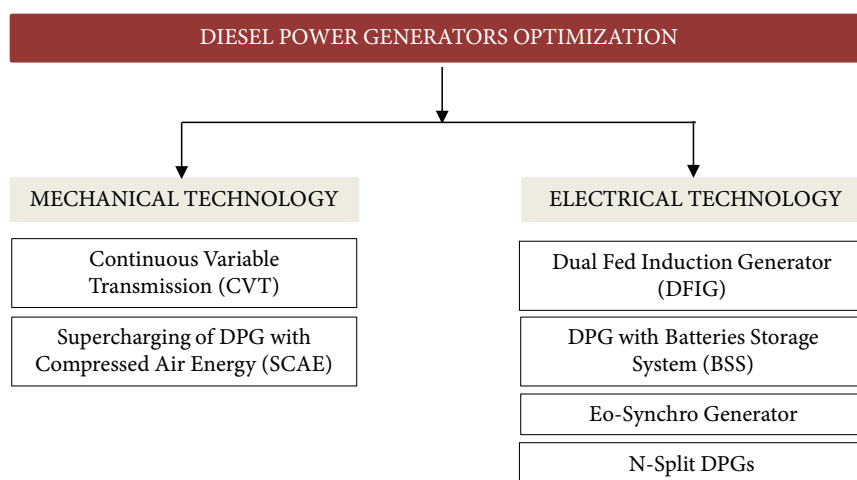 DIESEL POWER GENERATORS OPTIMIZATION
MECHANICAL TECHNOLOGY
Continuous Variable
Transmission (CVT)
Supercharging of DPG with
Compressed Air Energy (SCAE)
ELECTRICAL TECHNOLOGY
Dual Fed Induction Generator
(DFIG)
DPG with Batteries Storage
System (BSS)
Eo-Synchro Generator
N-Split DPGs